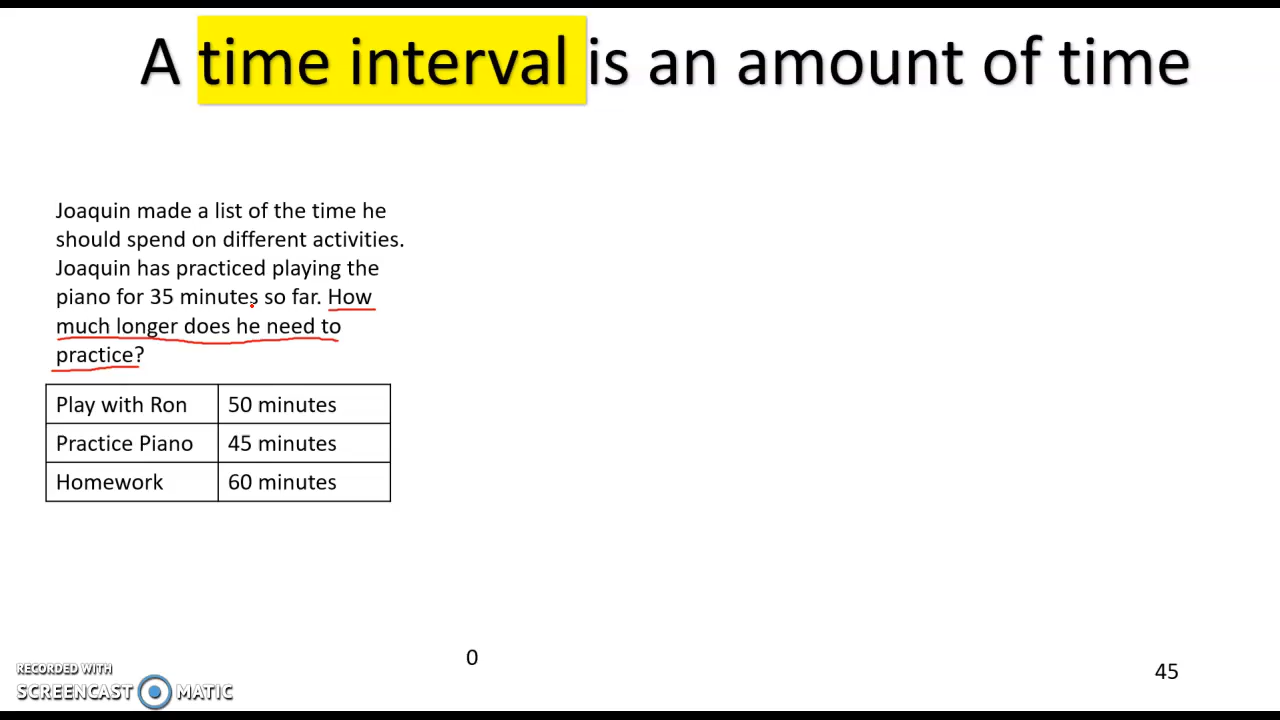 A time interval is an amount of time
Joaquin made a list of the time he
should spend on different activities.
Joaquin has practiced playing the
piano for 35 minutes so far. How
much longer does he need to
practice?
Play with Ron 50 minutes
Practice Piano 45 minutes
Homework 60 minutes
0
45
RECORDED WITH
SCREENCAST MATIC